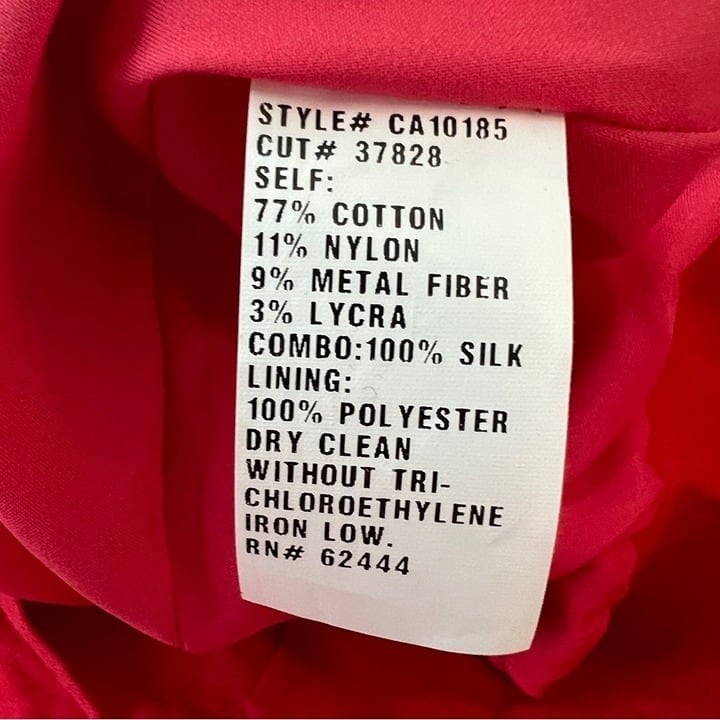 STYLE# CA10185
CUT# 37828
SELF:
77% COTTON
11% NYLON
9% METAL FIBER
3% LYCRA
COMBO:100% SILK
LINING:
100% POLYESTER
DRY CLEAN
WITHOUT TRI-
CHLOROETHYLENE
IRON LOW.
RN# 62444